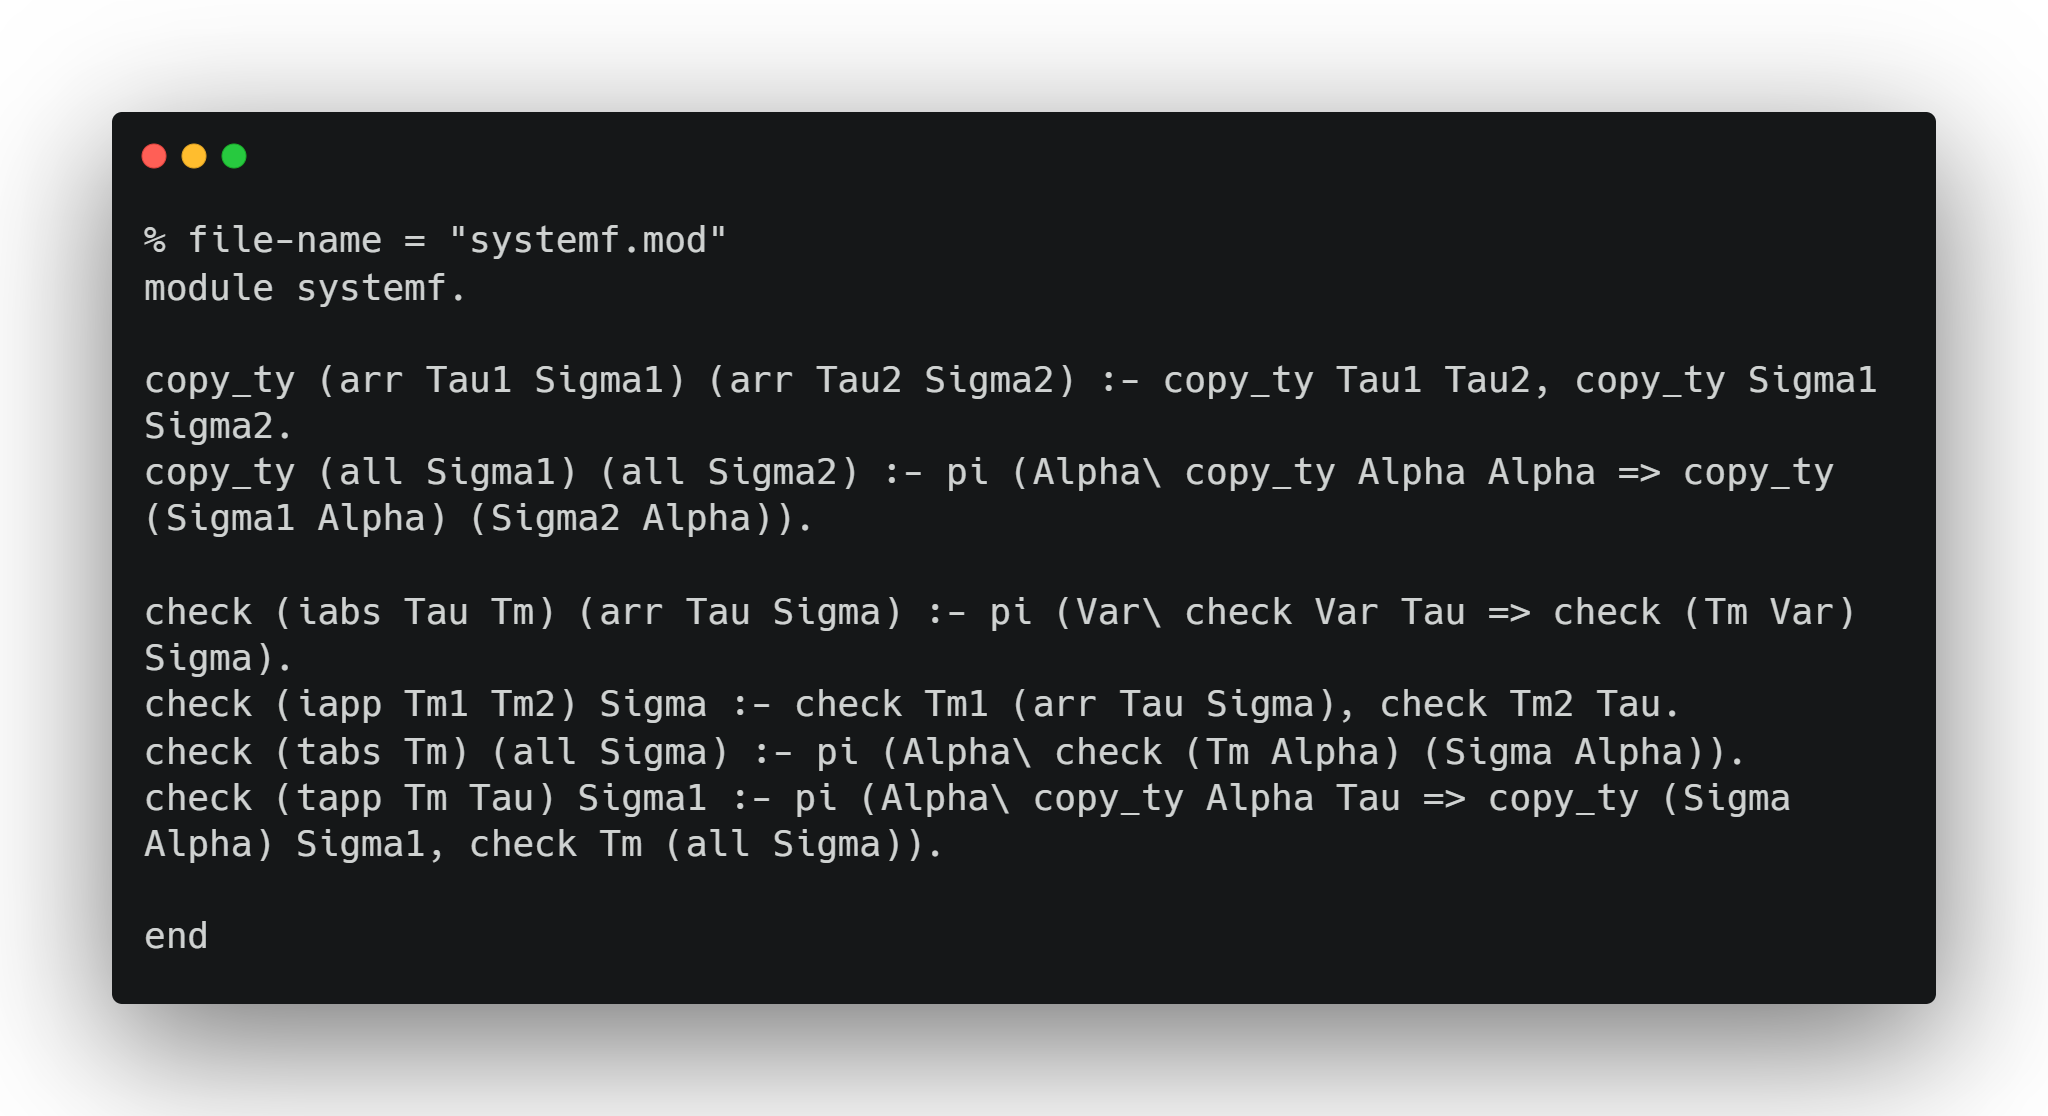 % file-name = "systemf.mod"
module systemf.
copy_ty (arr Tau1 Sigma1) (arr Tau2 Sigma2) :- copy_ty Tau1 Tau2, copy_ty Sigma1
Sigma2.
copy_ty (all Sigma1) (all Sigma2) :- pi (Alpha\ copy_ty Alpha Alpha => copy_ty
(Sigma1 Alpha) (Sigma2 Alpha)).
check (iabs Tau Tm) (arr Tau Sigma) :- pi (Var\ check Var Tau => check (Tm Var)
Sigma).
check (iapp Tm1 Tm2) Sigma :- check Tm1 (arr Tau Sigma), check Tm2 Tau.
check (tabs Tm) (all Sigma) :- pi (Alpha\ check (Tm Alpha) (Sigma Alpha)).
check (tapp Tm Tau) Sigma1 :- pi (Alpha\ copy_ty Alpha Tau => copy_ty (Sigma
Alpha) Sigma1, check Tm (all Sigma)).
end